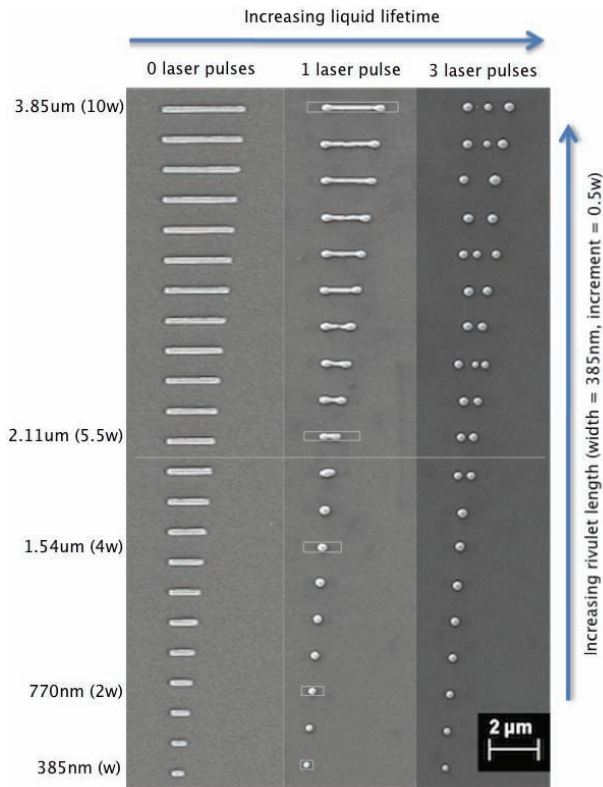 Increasing liquid lifetime
0 laser pulses
1 laser pulse
3 laser pulses
3.85um (10w)
2.11um (5.5w)
1.54um (4w)
770nm (2w)
385nm (w)
2 µm
Increasing rivulet length (width = 385nm, increment = 0.5w)